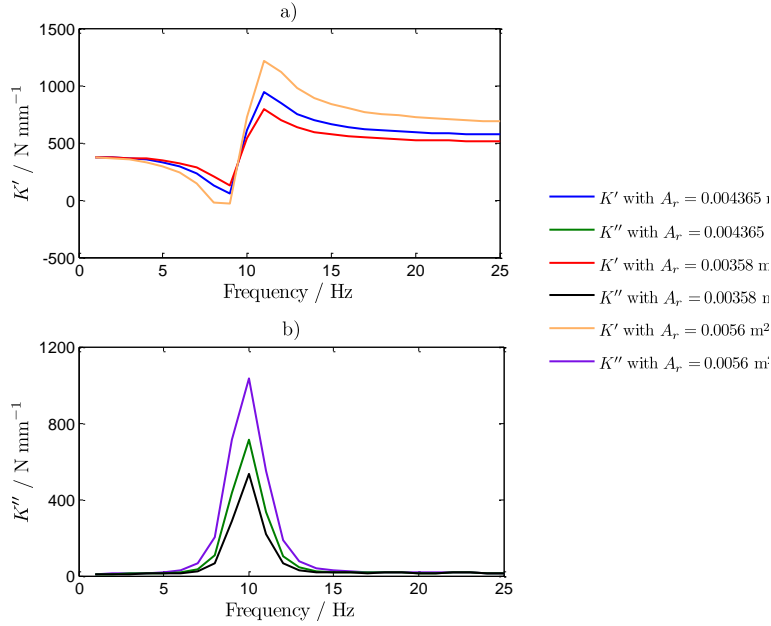 a)
1500
1000
500
0
-500
0 5 10 15 20 25
K′ / N mm⁻¹
Frequency / Hz
b)
1200
800
400
0
0 5 10 15 20 25
K″ / N mm⁻¹
Frequency / Hz
K′ with Aᵣ = 0.004365
K″ with Aᵣ = 0.004365
K′ with Aᵣ = 0.00358 m
K″ with Aᵣ = 0.00358 m
K′ with Aᵣ = 0.0056 m²
K″ with Aᵣ = 0.0056 m²